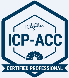 ICP-ACC
CERTIFIED PROFESSIONAL